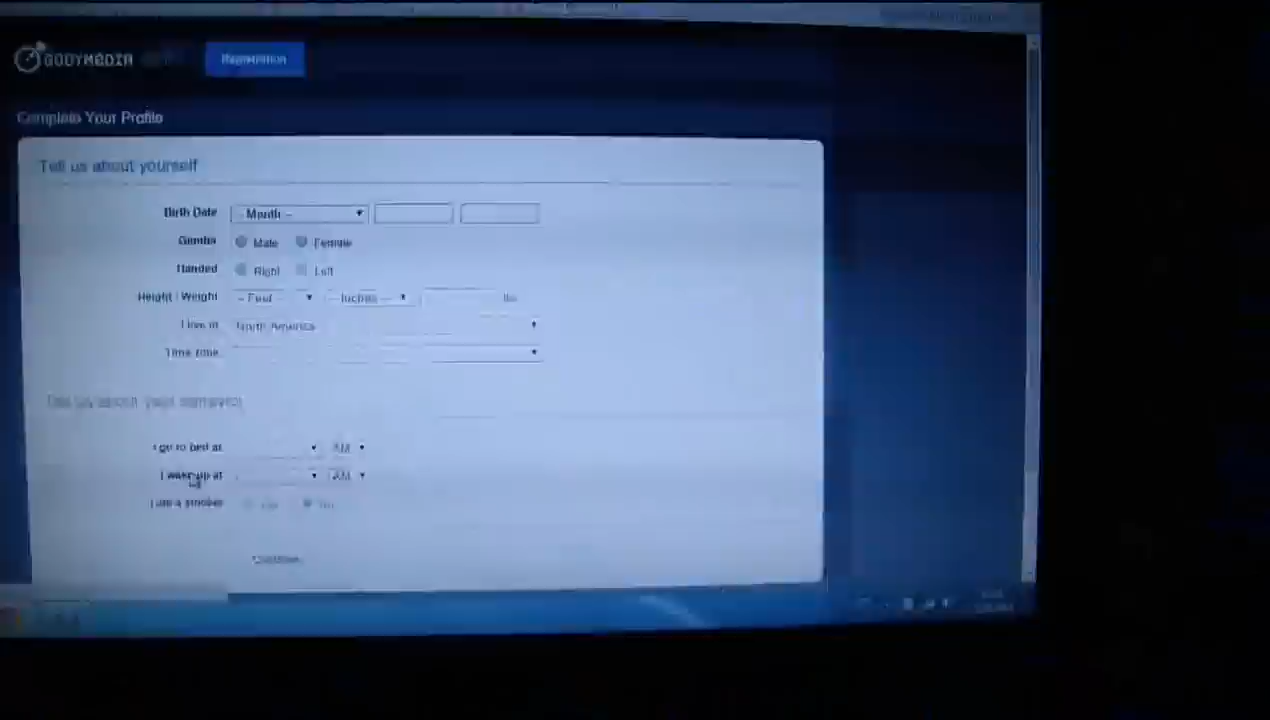 BODYMEDIA
Registration
Complete Your Profile
Tell us about yourself
Birth Date -- Month --
Gender Male Female
Handed Right Left
Height / Weight -- Feet -- -- Inches -- lbs
I live in North America
Time zone
Tell us about your
I go to bed at AM
I wake up at AM
I am a smoker
Continue